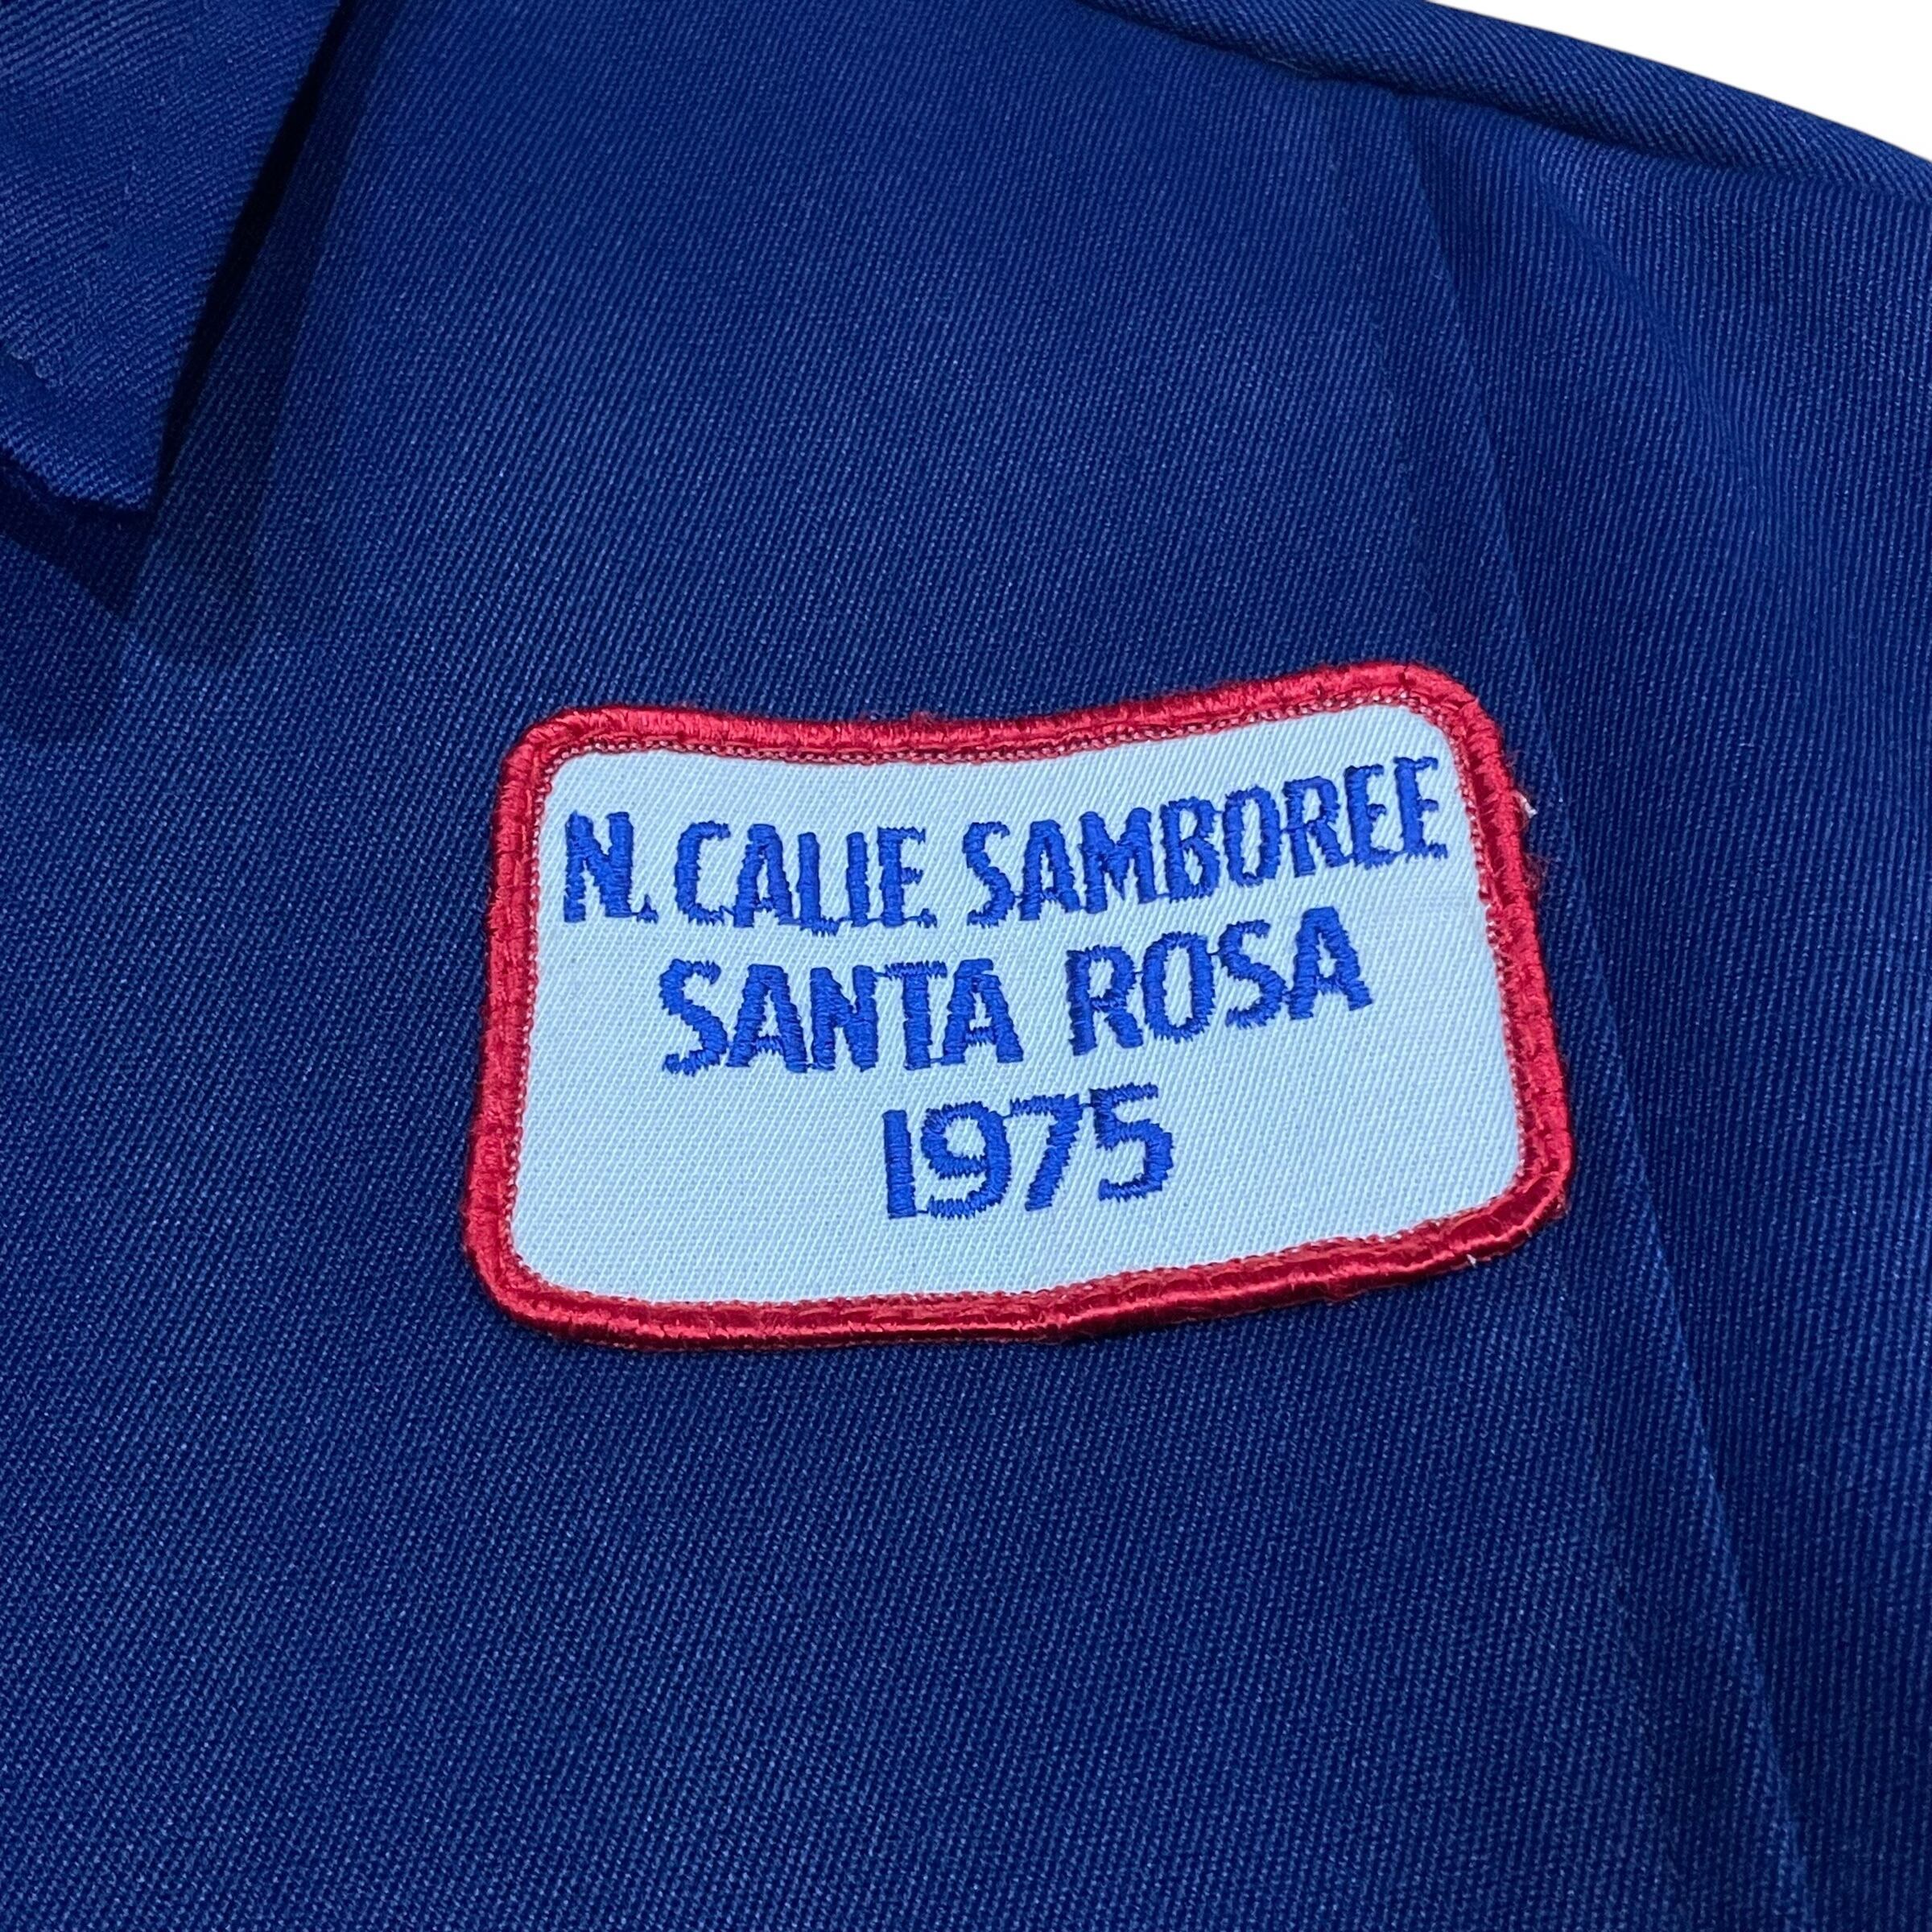 N. CALIF. SAMBOREE
SANTA ROSA
1975